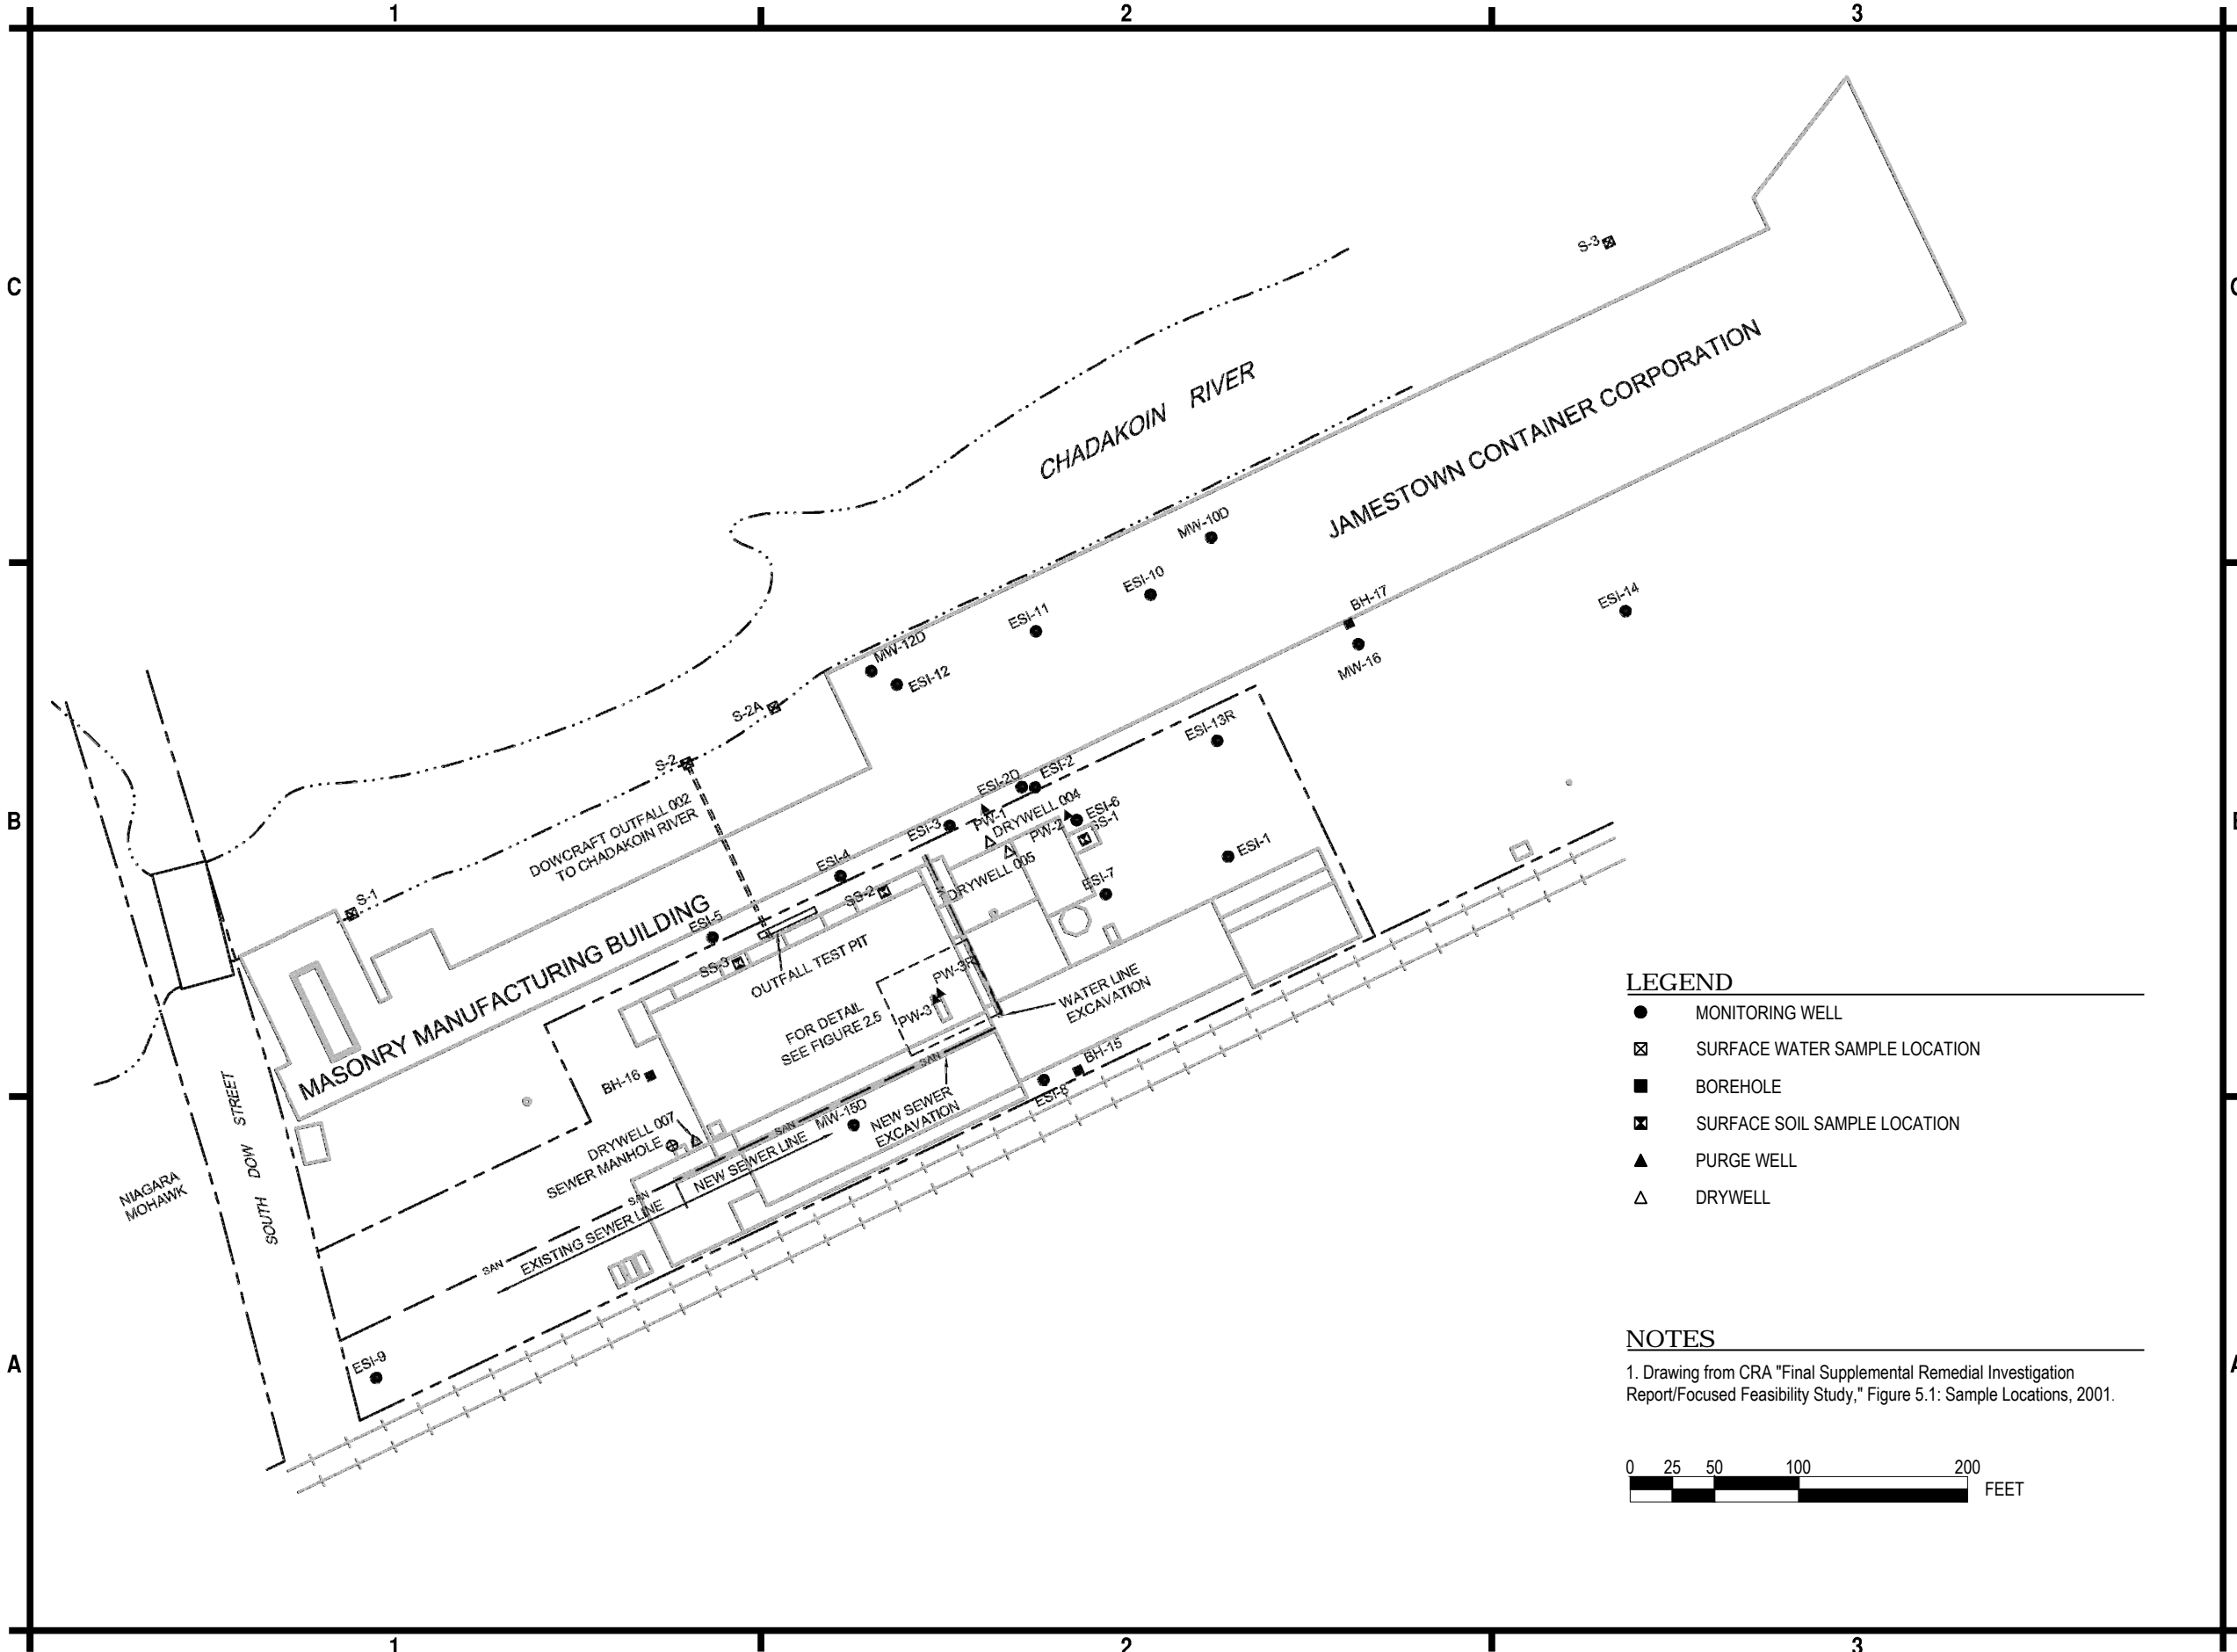 1
2
3
C
C
S-3
CHADAKOIN RIVER
JAMESTOWN CONTAINER CORPORATION
MW-10D
ESI-10
BH-17
ESI-14
ESI-11
MW-12D
MW-16
ESI-12
S-2A
ESI-13R
S-2
ESI-2D
ESI-2
B
DOWCRAFT OUTFALL 002
TO CHADAKOIN RIVER
ESI-3
PW-1
DRYWELL 004
ESI-6
PW-2
SS-1
ESI-4
ESI-1
DRYWELL 005
SS-2
ESI-7
S-1
MASONRY MANUFACTURING BUILDING
ESI-5
SS-3
OUTFALL TEST PIT
PW-3R
WATER LINE
EXCAVATION
PW-3
FOR DETAIL
SEE FIGURE 2.5
SAN
BH-15
BH-16
ESI-8
SOUTH DOW STREET
MW-15D
NEW SEWER
EXCAVATION
SAN
DRYWELL 007
SEWER MANHOLE
NEW SEWER LINE
NIAGARA
MOHAWK
SAN
EXISTING SEWER LINE
SAN
A
A
ESI-9
LEGEND
MONITORING WELL
SURFACE WATER SAMPLE LOCATION
BOREHOLE
SURFACE SOIL SAMPLE LOCATION
PURGE WELL
DRYWELL
NOTES
1. Drawing from CRA "Final Supplemental Remedial Investigation
Report/Focused Feasibility Study," Figure 5.1: Sample Locations, 2001.
0 25 50 100 200
FEET
1
2
3